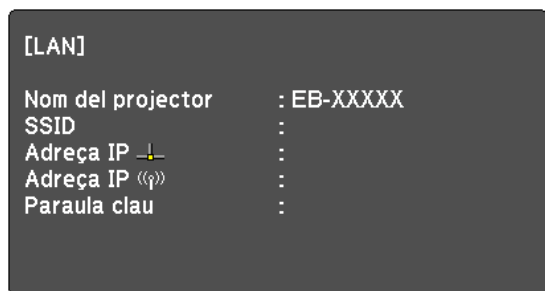 [LAN]
Nom del projector : EB-XXXXX
SSID :
Adreça IP :
Adreça IP :
Paraula clau :